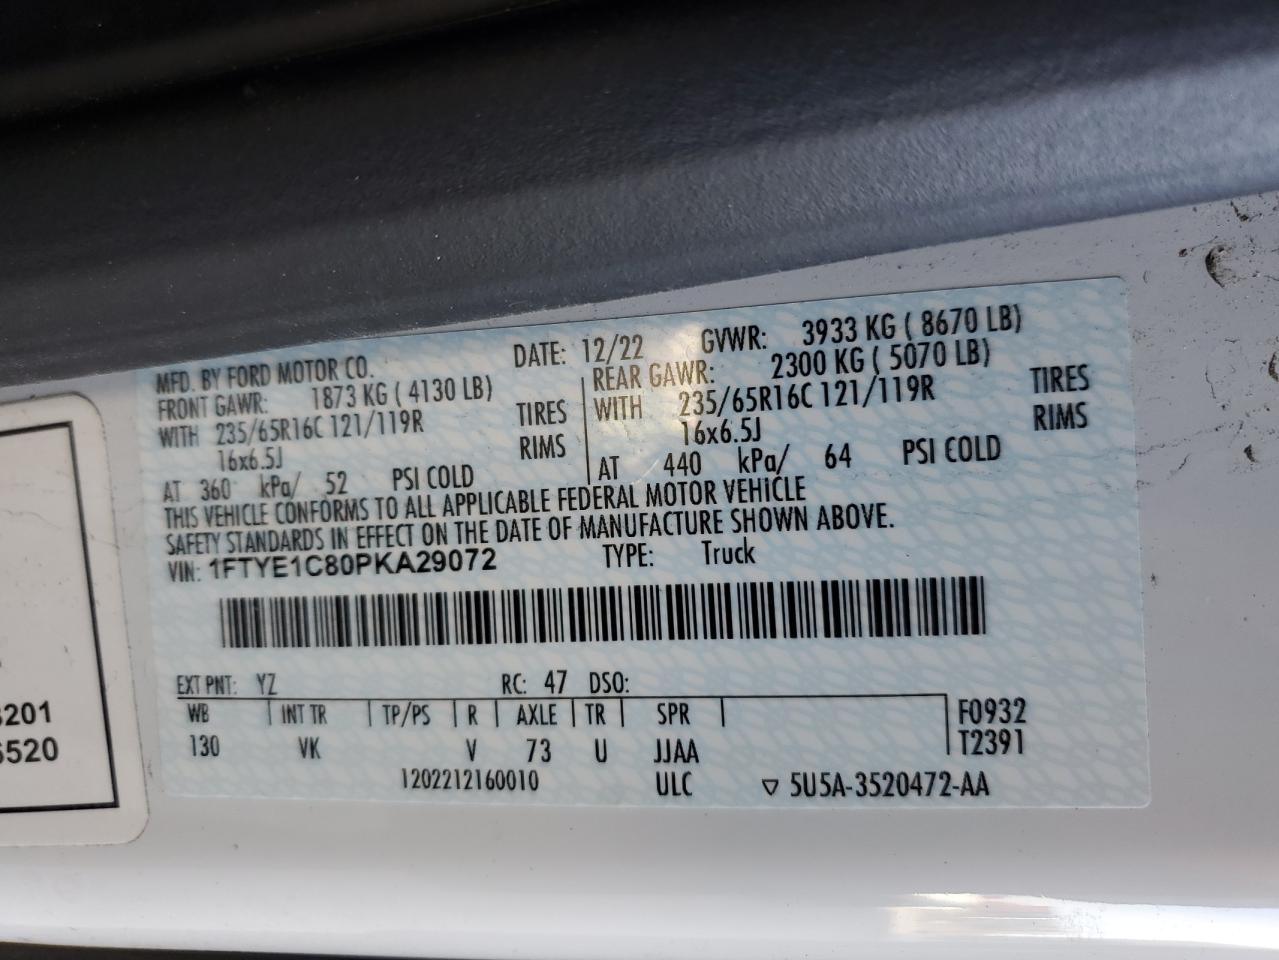 MFD. BY FORD MOTOR CO. DATE: 12/22 GVWR: 3933 KG ( 8670 LB)
FRONT GAWR: 1873 KG ( 4130 LB) REAR GAWR: 2300 KG ( 5070 LB)
WITH 235/65R16C 121/119R TIRES WITH 235/65R16C 121/119R TIRES
16x6.5J RIMS 16x6.5J RIMS
AT 360 kPa/ 52 PSI COLD AT 440 kPa/ 64 PSI COLD
THIS VEHICLE CONFORMS TO ALL APPLICABLE FEDERAL MOTOR VEHICLE
SAFETY STANDARDS IN EFFECT ON THE DATE OF MANUFACTURE SHOWN ABOVE.
VIN: 1FTYE1C80PKA29072 TYPE: Truck
EXT PNT: YZ RC: 47 DSO:
WB INT TR TP/PS R AXLE TR SPR F0932
130 VK V 73 U JJAA T2391
1202212160010 ULC ▽ 5U5A-3520472-AA
201
520